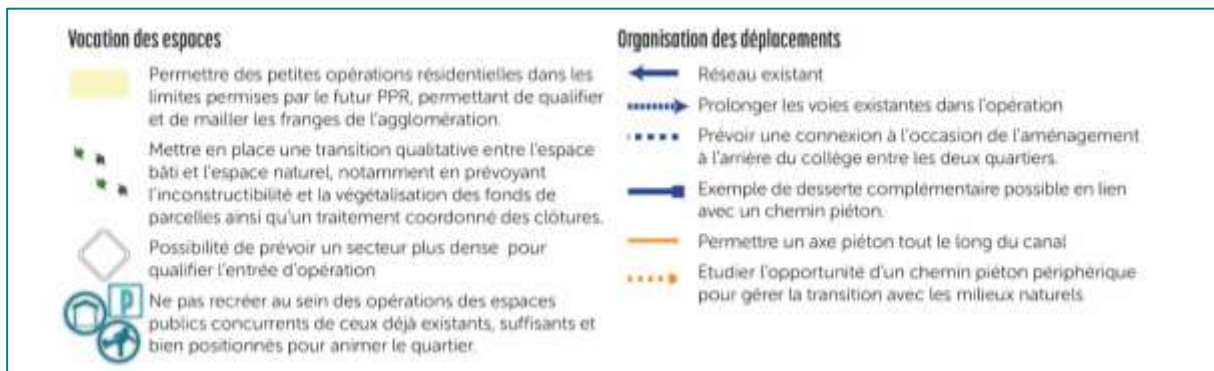 Vocation des espaces
Permettre des petites opérations résidentielles dans les
limites permises par le futur PPR, permettant de qualifier
et de mailler les franges de l'agglomération.
Mettre en place une transition qualitative entre l'espace
bâti et l'espace naturel, notamment en prévoyant
l'inconstructibilité et la végétalisation des fonds de
parcelles ainsi qu'un traitement coordonné des clôtures.
Possibilité de prévoir un secteur plus dense pour
qualifier l'entrée d'opération
P
Ne pas recréer au sein des opérations des espaces
publics concurrents de ceux déjà existants, suffisants et
bien positionnés pour animer le quartier.
Organisation des déplacements
Réseau existant
Prolonger les voies existantes dans l'opération
Prévoir une connexion à l'occasion de l'aménagement
à l'arrière du collège entre les deux quartiers.
Exemple de desserte complémentaire possible en lien
avec un chemin piéton.
Permettre un axe piéton tout le long du canal
Etudier l'opportunité d'un chemin piéton périphérique
pour gérer la transition avec les milieux naturels